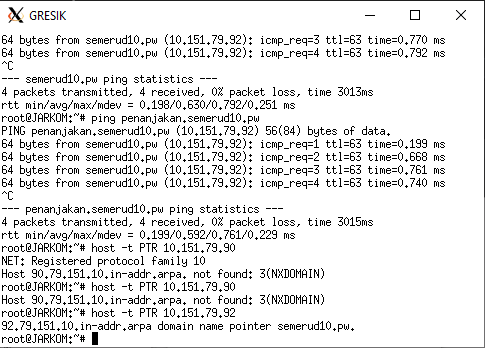 GRESIK
64 bytes from semerud10.pw (10.151.79.92): icmp_req=3 ttl=63 time=0.770 ms
64 bytes from semerud10.pw (10.151.79.92): icmp_req=4 ttl=63 time=0.792 ms
^C
--- semerud10.pw ping statistics ---
4 packets transmitted, 4 received, 0% packet loss, time 3013ms
rtt min/avg/max/mdev = 0.198/0.630/0.792/0.251 ms
root@JARKOM:~# ping penanjakan.semerud10.pw
PING penanjakan.semerud10.pw (10.151.79.92) 56(84) bytes of data.
64 bytes from semerud10.pw (10.151.79.92): icmp_req=1 ttl=63 time=0.199 ms
64 bytes from semerud10.pw (10.151.79.92): icmp_req=2 ttl=63 time=0.668 ms
64 bytes from semerud10.pw (10.151.79.92): icmp_req=3 ttl=63 time=0.761 ms
64 bytes from semerud10.pw (10.151.79.92): icmp_req=4 ttl=63 time=0.740 ms
^C
--- penanjakan.semerud10.pw ping statistics ---
4 packets transmitted, 4 received, 0% packet loss, time 3015ms
rtt min/avg/max/mdev = 0.199/0.592/0.761/0.229 ms
root@JARKOM:~# host -t PTR 10.151.79.90
NET: Registered protocol family 10
Host 90.79.151.10.in-addr.arpa. not found: 3(NXDOMAIN)
root@JARKOM:~# host -t PTR 10.151.79.90
Host 90.79.151.10.in-addr.arpa. not found: 3(NXDOMAIN)
root@JARKOM:~# host -t PTR 10.151.79.92
92.79.151.10.in-addr.arpa domain name pointer semerud10.pw.
root@JARKOM:~#